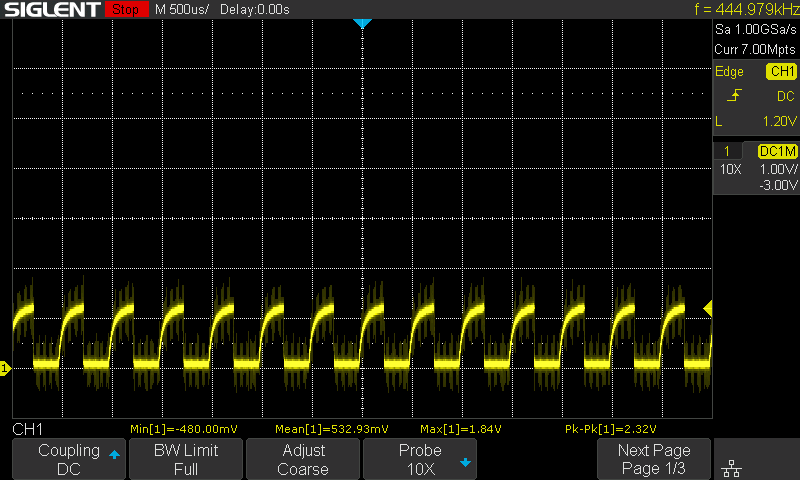 SIGLENT Stop M 500us/ Delay:0.00s f = 444.979kHz
Sa 1.00GSa/s
Curr 7.00Mpts
Edge CH1
DC
L 1.20V
1 DC1M
10X 1.00V/
-3.00V
1
CH1 Min[1]=-480.00mV Mean[1]=532.93mV Max[1]=1.84V Pk-Pk[1]=2.32V
Coupling BW Limit Adjust Probe Next Page
DC Full Coarse 10X Page 1/3